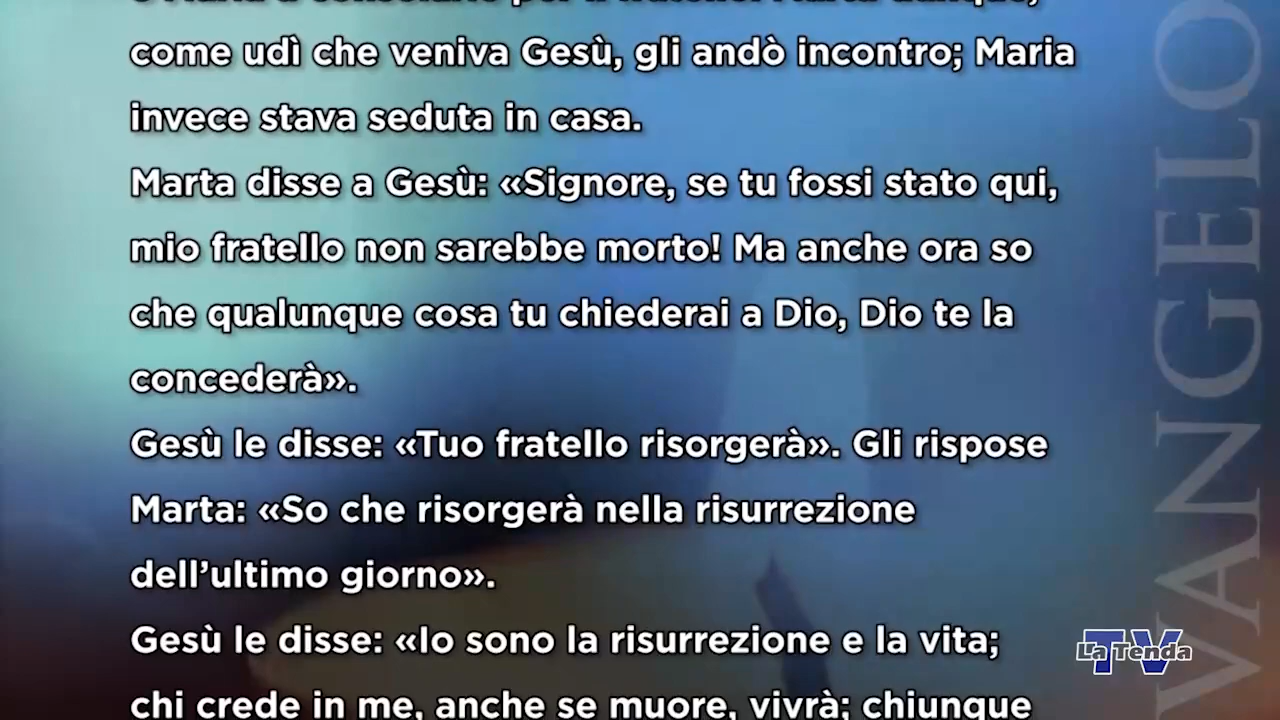 come udì che veniva Gesù, gli andò incontro; Maria
invece stava seduta in casa.
Marta disse a Gesù: «Signore, se tu fossi stato qui,
mio fratello non sarebbe morto! Ma anche ora so
che qualunque cosa tu chiederai a Dio, Dio te la
concederà».
Gesù le disse: «Tuo fratello risorgerà». Gli rispose
Marta: «So che risorgerà nella risurrezione
dell’ultimo giorno».
Gesù le disse: «Io sono la risurrezione e la vita;
chi crede in me, anche se muore, vivrà; chiunque
VANGELO
TV
La Tenda